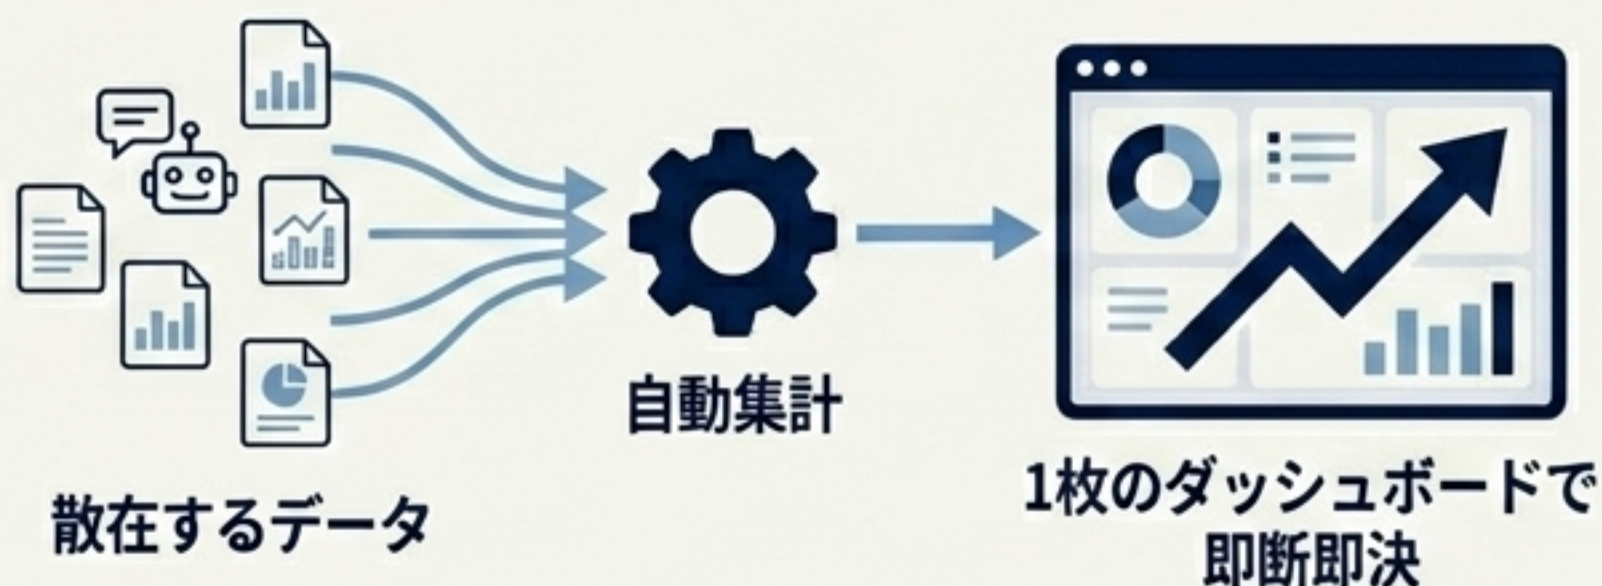 散在するデータ
自動集計
1枚のダッシュボードで
即断即決